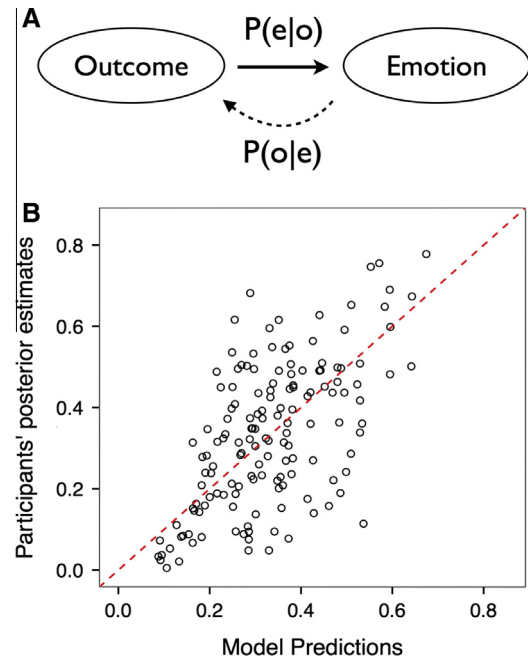 A
P(e|o)
Outcome
Emotion
P(o|e)
B
Participants' posterior estimates
0.8
0.6
0.4
0.2
0.0
0.0 0.2 0.4 0.6 0.8
Model Predictions